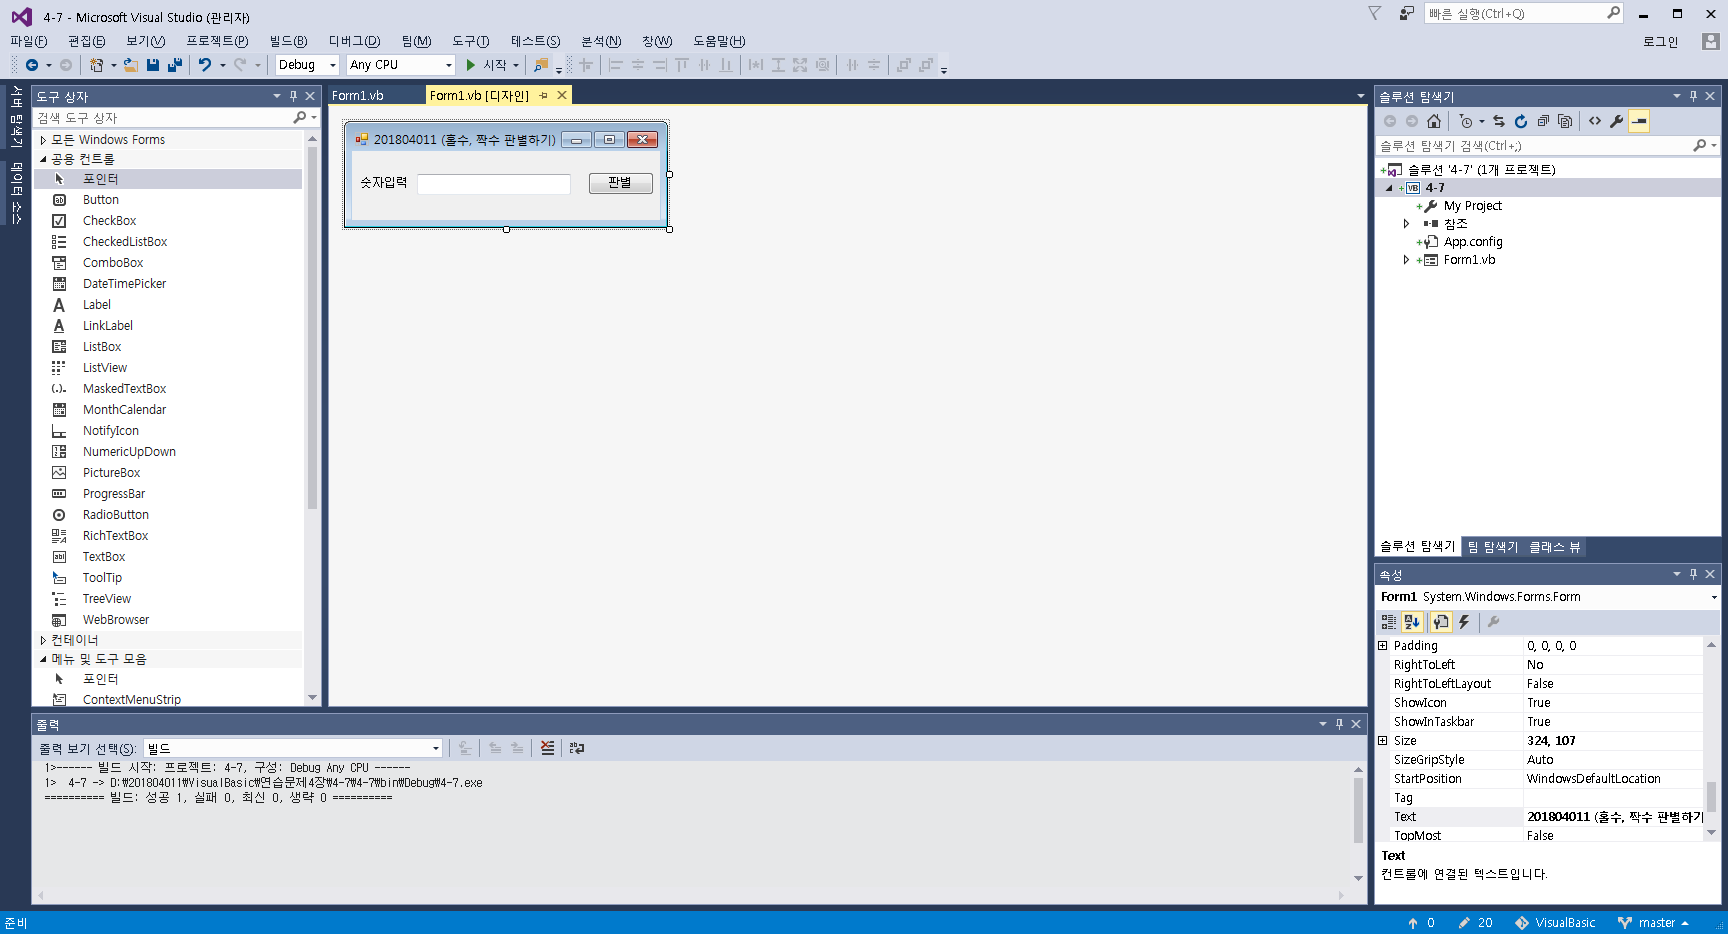 4-7 - Microsoft Visual Studio (관리자)
빠른 실행(Ctrl+Q)
파일(F) 편집(E) 보기(V) 프로젝트(P) 빌드(B) 디버그(D) 팀(M) 도구(T) 테스트(S) 분석(N) 창(W) 도움말(H)
로그인
Debug Any CPU 시작
서버 탐색기
데이터 소스
도구 상자
검색 도구 상자
모든 Windows Forms
공용 컨트롤
포인터
Button
CheckBox
CheckedListBox
ComboBox
DateTimePicker
Label
LinkLabel
ListBox
ListView
MaskedTextBox
MonthCalendar
NotifyIcon
NumericUpDown
PictureBox
ProgressBar
RadioButton
RichTextBox
TextBox
ToolTip
TreeView
WebBrowser
컨테이너
메뉴 및 도구 모음
포인터
ContextMenuStrip
Form1.vb
Form1.vb [디자인]
201804011 (홀수, 짝수 판별하기)
숫자입력
판별
솔루션 탐색기
솔루션 탐색기 검색(Ctrl+;)
솔루션 '4-7' (1개 프로젝트)
4-7
My Project
참조
App.config
Form1.vb
솔루션 탐색기 팀 탐색기 클래스 뷰
속성
Form1 System.Windows.Forms.Form
Padding 0, 0, 0, 0
RightToLeft No
RightToLeftLayout False
ShowIcon True
ShowInTaskbar True
Size 324, 107
SizeGripStyle Auto
StartPosition WindowsDefaultLocation
Tag
Text 201804011 (홀수, 짝수 판별하기
TopMost False
Text
컨트롤에 연결된 텍스트입니다.
출력
출력 보기 선택(S): 빌드
1>------ 빌드 시작: 프로젝트: 4-7, 구성: Debug Any CPU ------
1>  4-7 -> D:₩201804011₩VisualBasic₩연습문제4장₩4-7₩4-7₩bin₩Debug₩4-7.exe
========== 빌드: 성공 1, 실패 0, 최신 0, 생략 0 ==========
준비
0 20 VisualBasic master